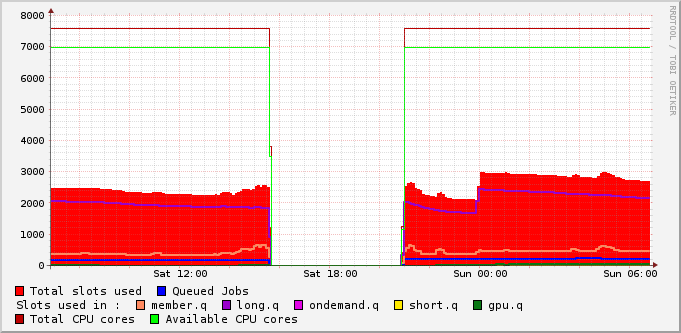 8000
7000
6000
5000
4000
3000
2000
1000
0
Sat 12:00 Sat 18:00 Sun 00:00 Sun 06:00
Total slots used Queued Jobs
Slots used in : member.q long.q ondemand.q short.q gpu.q
Total CPU cores Available CPU cores
RRDTOOL / TOBI OETIKER